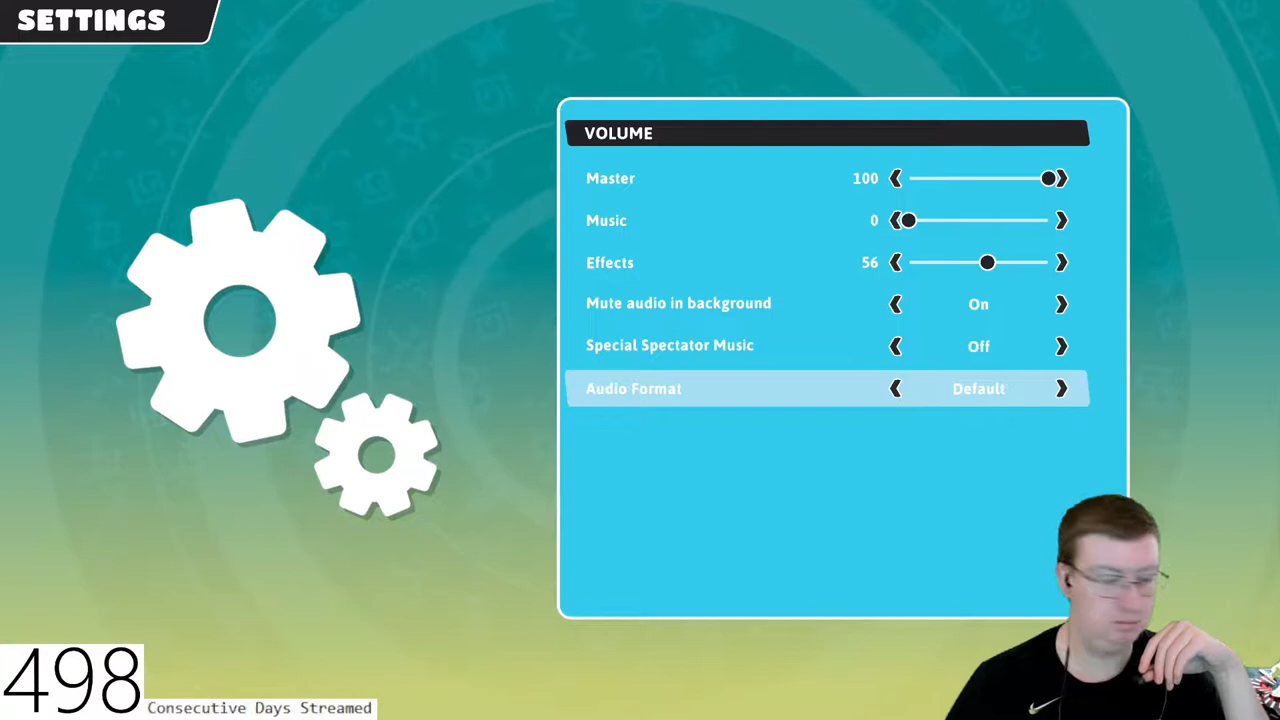 SETTINGS
VOLUME
Master 100
Music 0
Effects 56
Mute audio in background On
Special Spectator Music Off
Audio Format Default
498 Consecutive Days Streamed